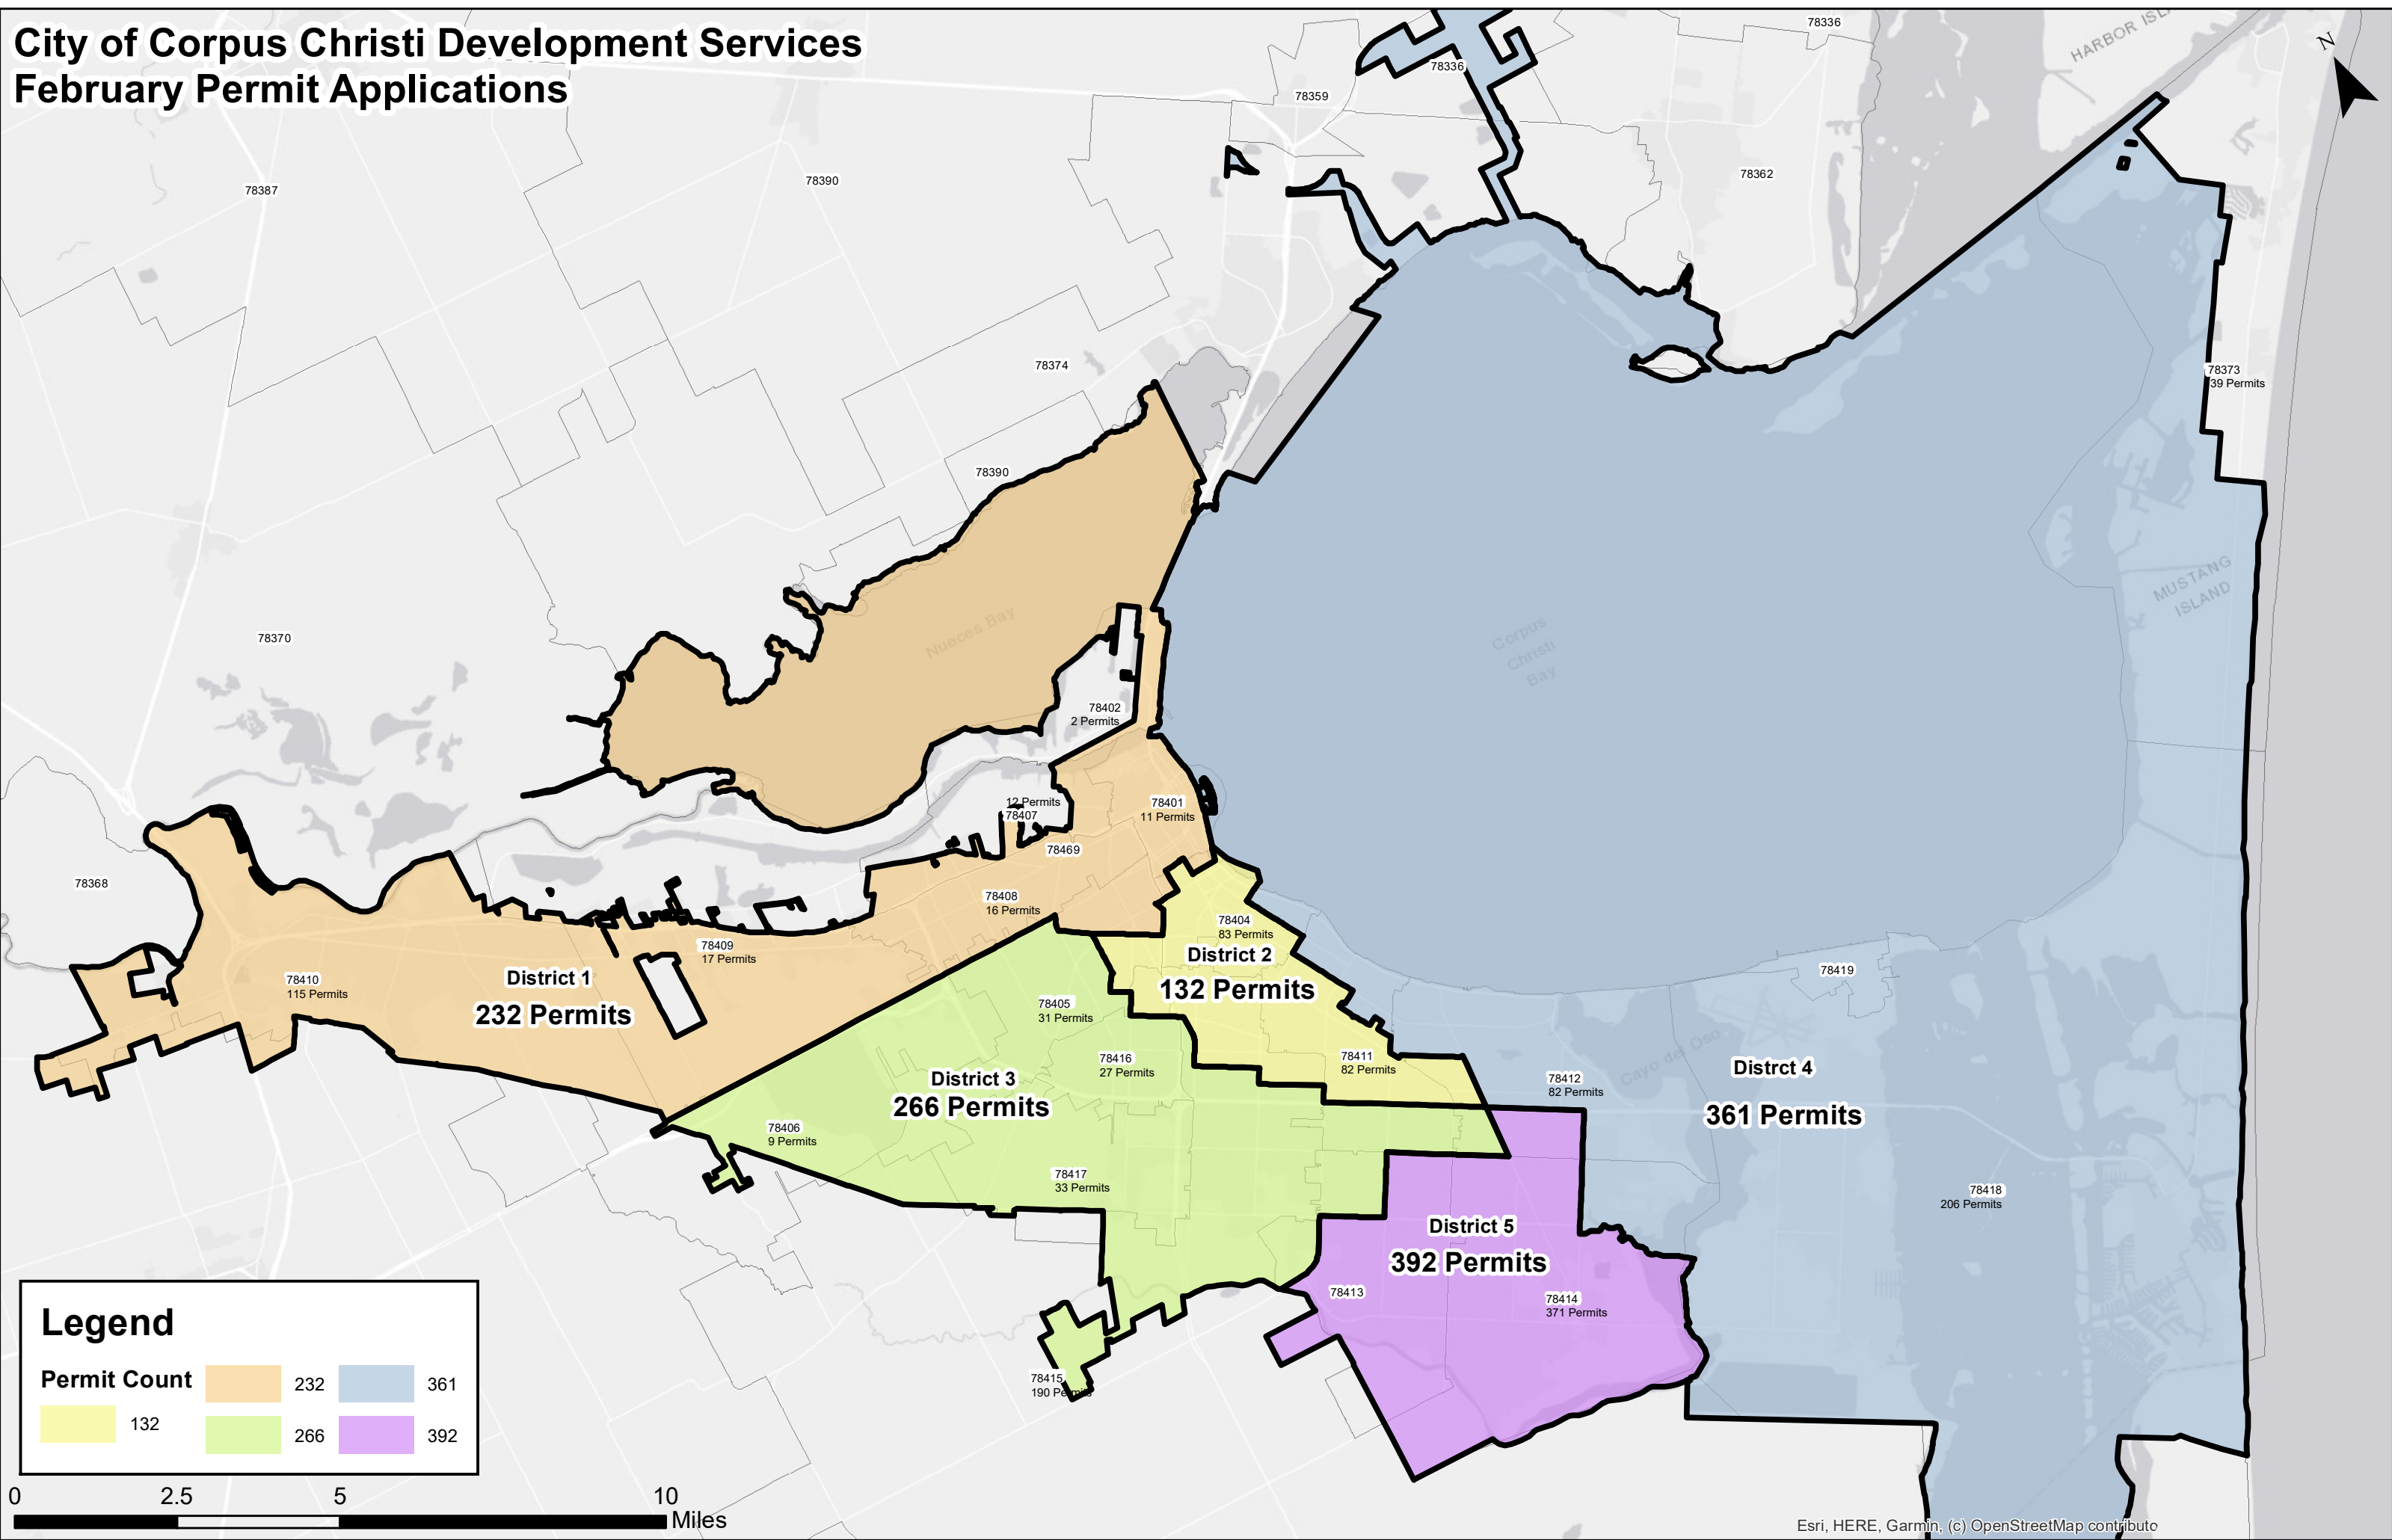 City of Corpus Christi Development Services
February Permit Applications
78336
HARBOR
N
78336
78359
78362
78387
78390
78374
78373
39 Permits
78390
MUSTANG
ISLAND
Nueces Bay
Corpus
Christi
Bay
78370
78402
2 Permits
12 Permits
78407
78401
11 Permits
78469
78368
78408
16 Permits
78404
83 Permits
78409
17 Permits
District 2
132 Permits
78419
78410
115 Permits
District 1
232 Permits
78405
31 Permits
Cayo del Oso
78416
27 Permits
78411
82 Permits
78412
82 Permits
Distrct 4
361 Permits
District 3
266 Permits
78406
9 Permits
78417
33 Permits
78418
206 Permits
District 5
392 Permits
78413
78414
371 Permits
78415
190 Permits
Legend
Permit Count
132
232
266
361
392
0 2.5 5 10
Miles
Esri, HERE, Garmin, (c) OpenStreetMap contributo